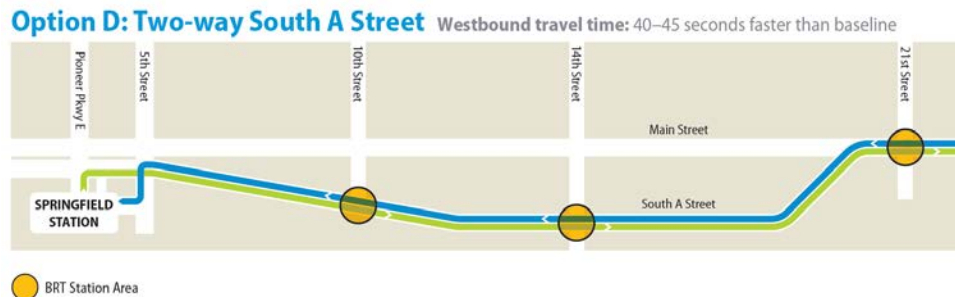 Option D: Two-way South A Street Westbound travel time: 40–45 seconds faster than baseline
Pioneer Pkwy E
5th Street
10th Street
14th Street
21st Street
Main Street
South A Street
SPRINGFIELD
STATION
BRT Station Area